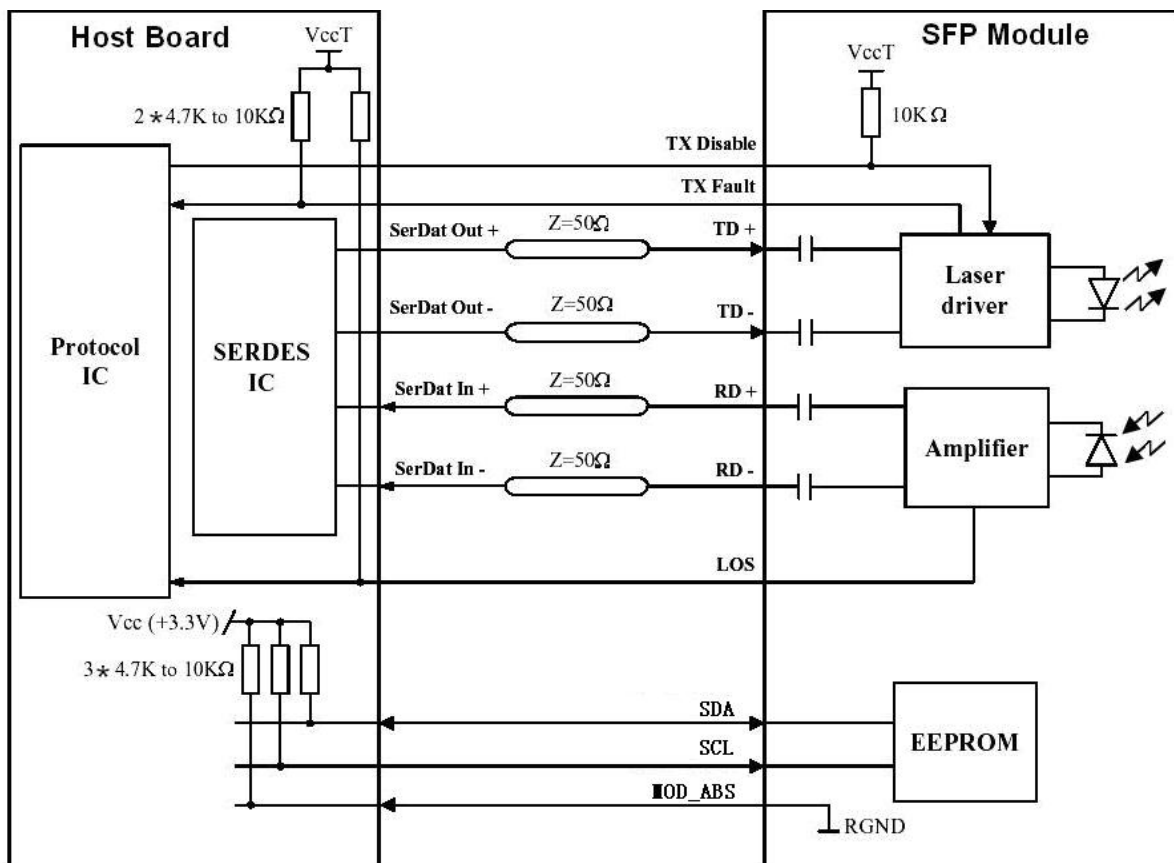 Host Board
SFP Module
VccT
VccT
2*4.7K to 10KΩ
10KΩ
TX Disable
TX Fault
SerDat Out +
Z=50Ω
TD +
Laser
driver
SerDat Out -
Z=50Ω
TD -
Protocol
IC
SERDES
IC
SerDat In +
Z=50Ω
RD +
Amplifier
SerDat In -
Z=50Ω
RD -
LOS
Vcc (+3.3V)
3*4.7K to 10KΩ
SDA
EEPROM
SCL
MOD_ABS
RGND